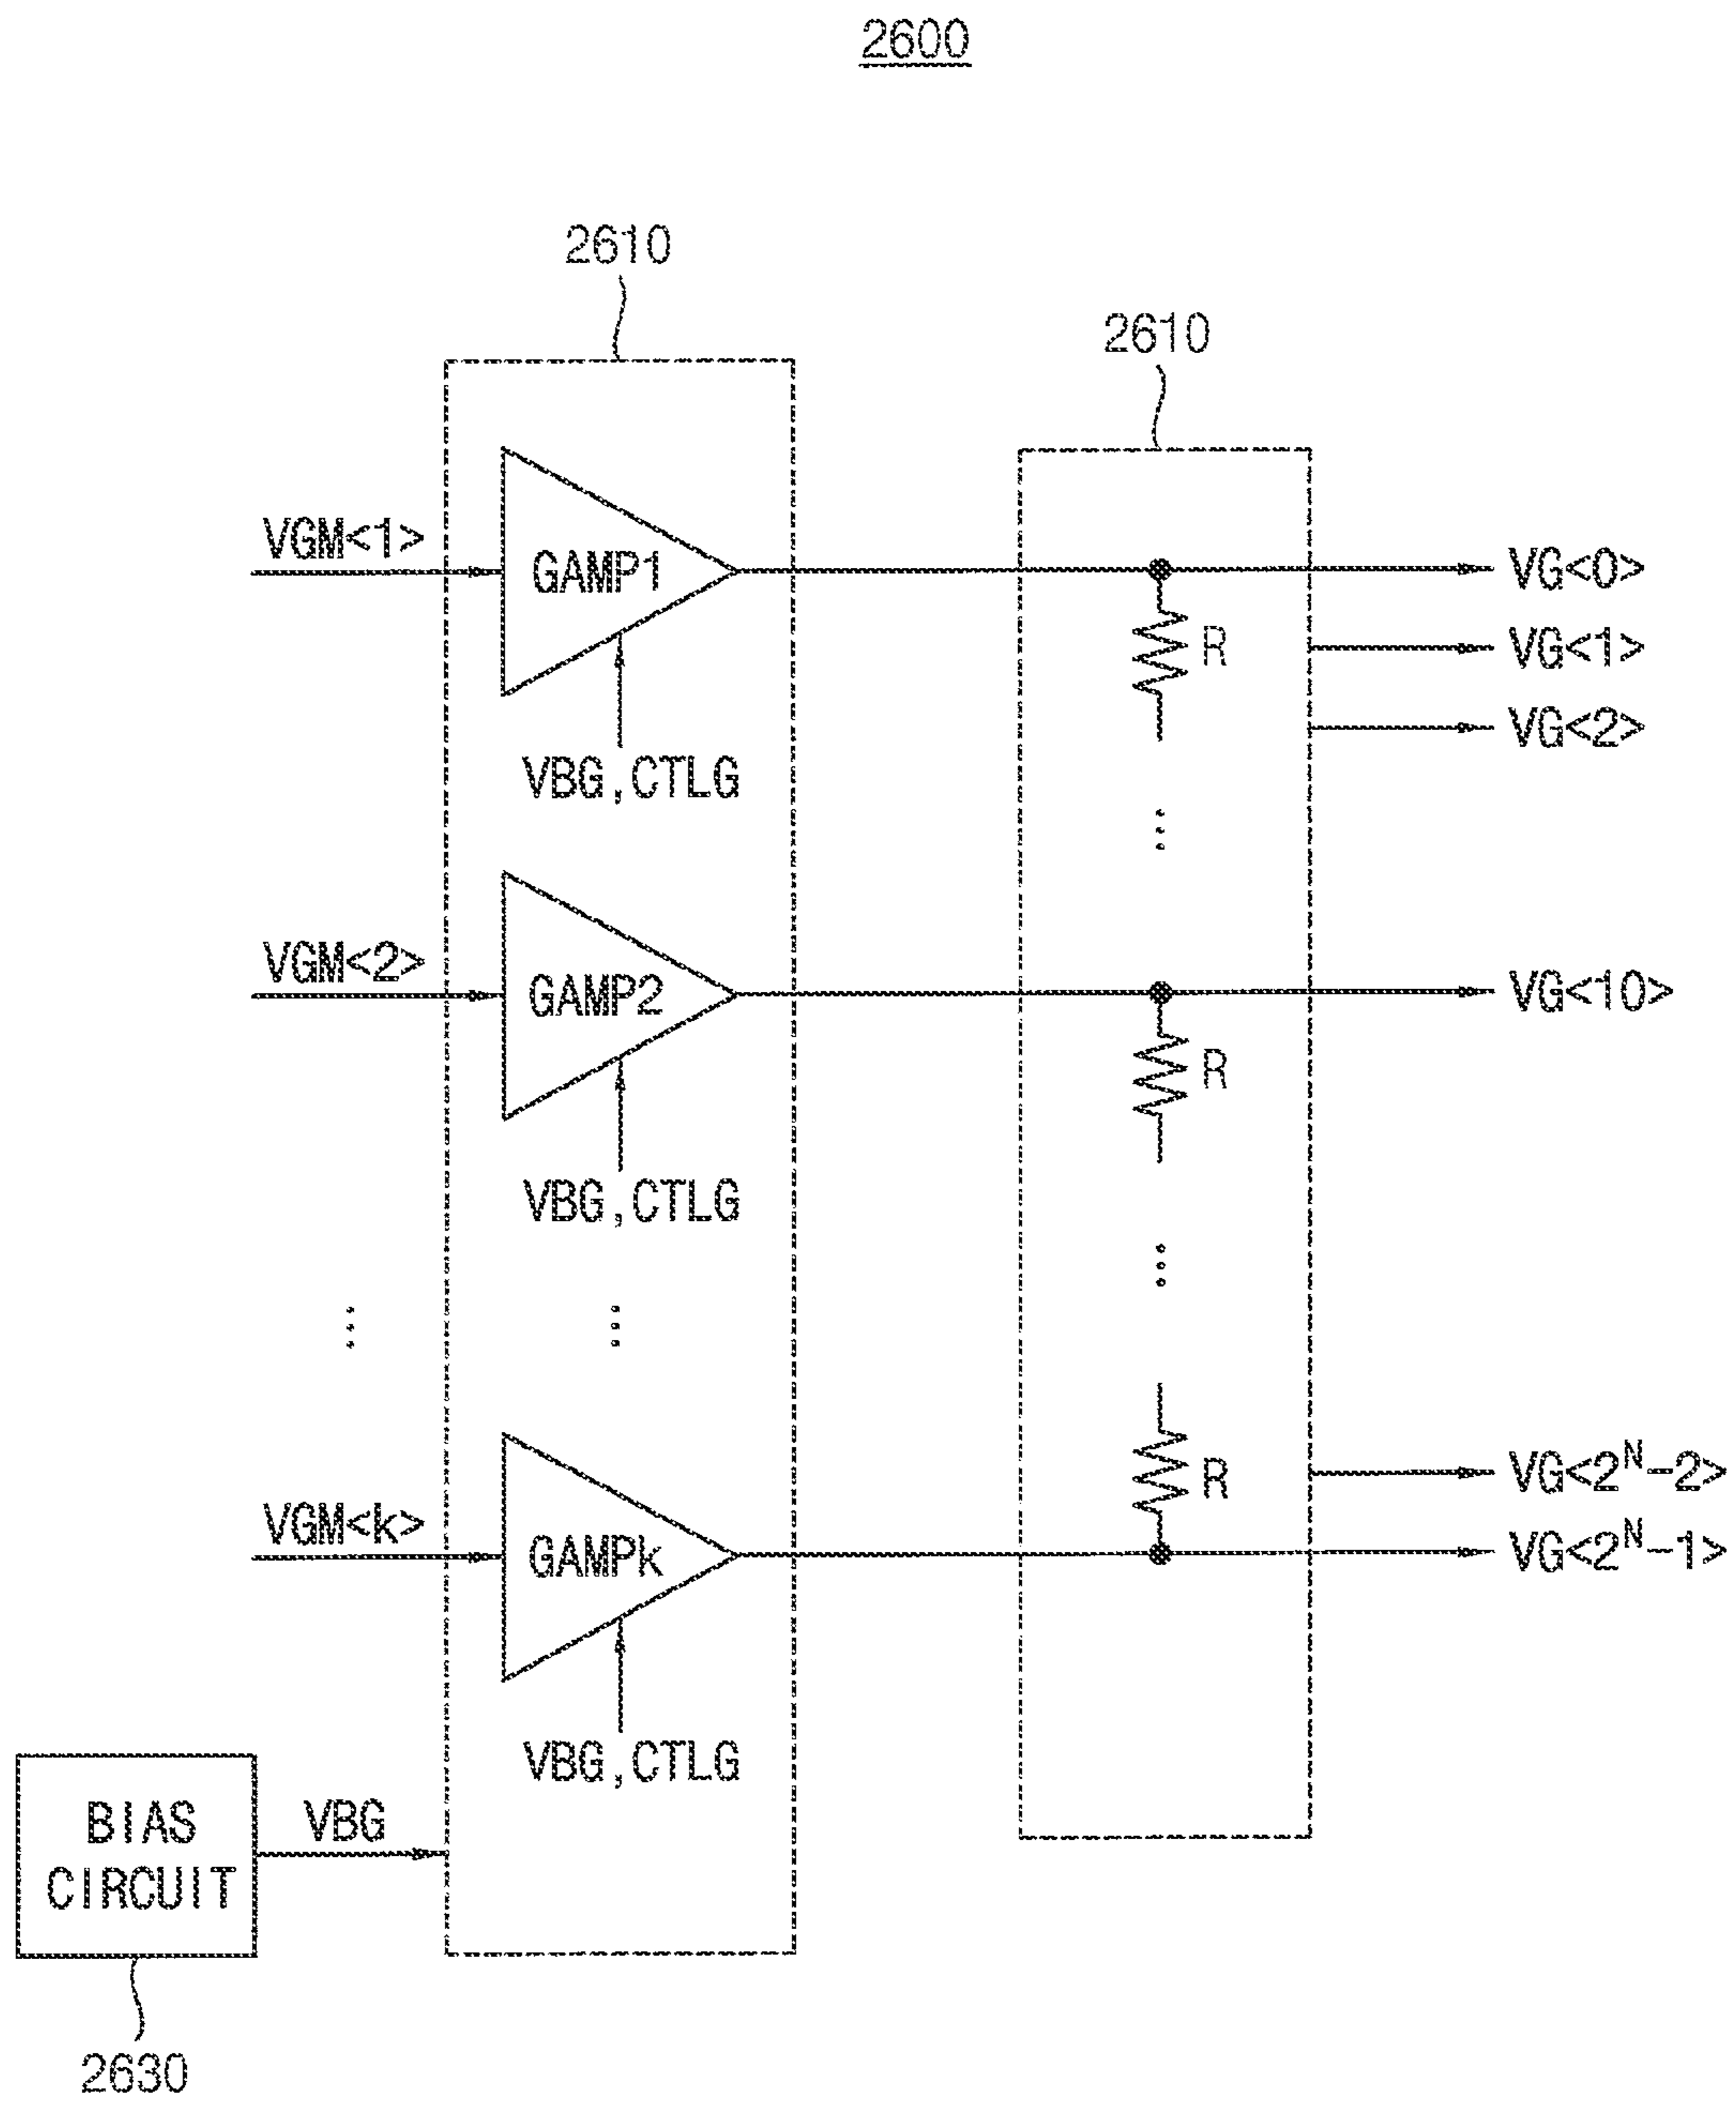 2600
2610
2610
VGM<1>
GAMP1
VG<0>
R
VG<1>
VG<2>
VBG,CTLG
VGM<2>
GAMP2
VG<10>
R
VBG,CTLG
VGM<k>
GAMPk
R
VG<2^N-2>
VG<2^N-1>
VBG,CTLG
BIAS
CIRCUIT
VBG
2630